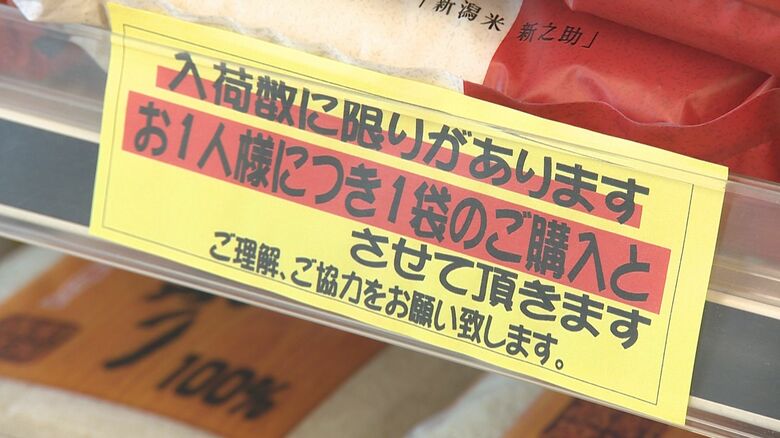 「新潟米
新之助」
入荷数に限りがあります
お1人様につき1袋のご購入と
させて頂きます
ご理解、ご協力をお願い致します。
100%